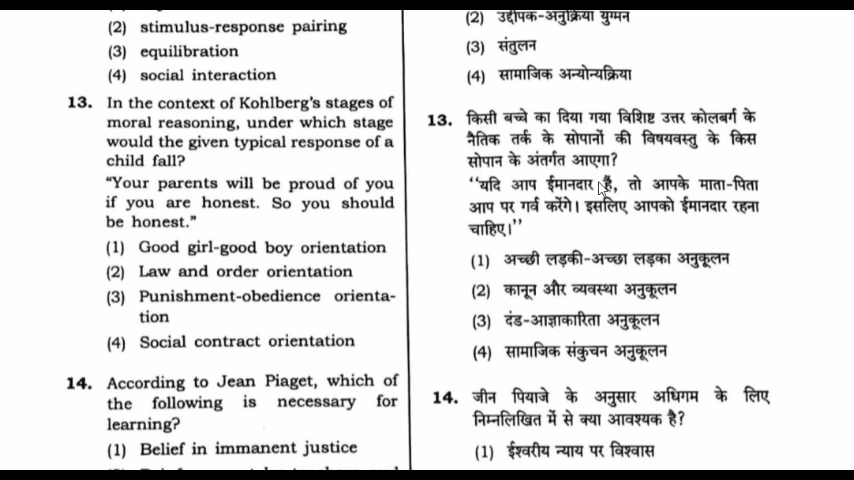 (2) stimulus-response pairing
(3) equilibration
(4) social interaction
13. In the context of Kohlberg's stages of
moral reasoning, under which stage
would the given typical response of a
child fall?
"Your parents will be proud of you
if you are honest. So you should
be honest."
(1) Good girl-good boy orientation
(2) Law and order orientation
(3) Punishment-obedience orienta-
tion
(4) Social contract orientation
14. According to Jean Piaget, which of
the following is necessary for
learning?
(1) Belief in immanent justice
(2) उद्दीपक-अनुक्रिया युग्मन
(3) संतुलन
(4) सामाजिक अन्योन्यक्रिया
13. किसी बच्चे का दिया गया विशिष्ट उत्तर कोलबर्ग के
नैतिक तर्क के सोपानों की विषयवस्तु के किस
सोपान के अंतर्गत आएगा?
"यदि आप ईमानदार हैं, तो आपके माता-पिता
आप पर गर्व करेंगे। इसलिए आपको ईमानदार रहना
चाहिए।"
(1) अच्छी लड़की-अच्छा लड़का अनुकूलन
(2) कानून और व्यवस्था अनुकूलन
(3) दंड-आज्ञाकारिता अनुकूलन
(4) सामाजिक संकुचन अनुकूलन
14. जीन पियाजे के अनुसार अधिगम के लिए
निम्नलिखित में से क्या आवश्यक है?
(1) ईश्वरीय न्याय पर विश्वास